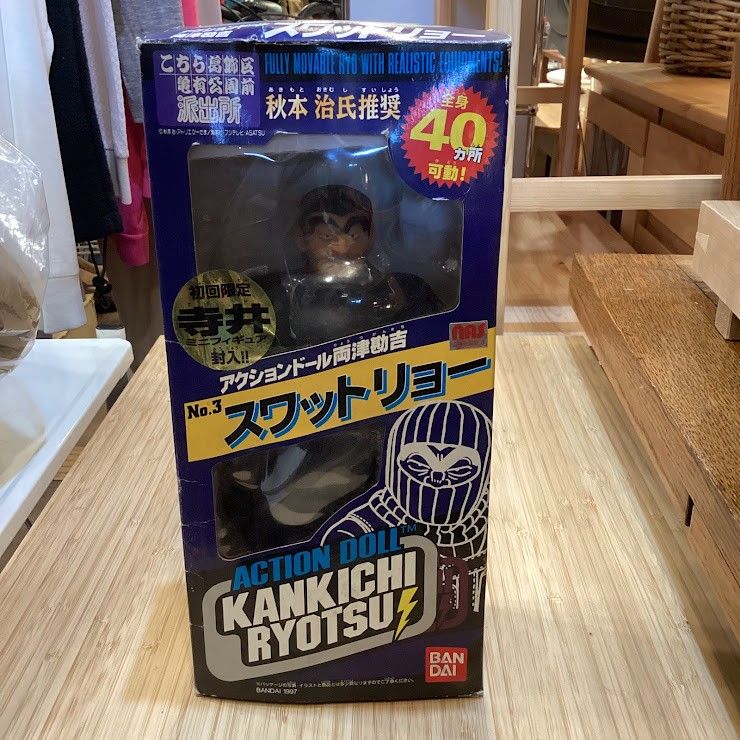 スワットリョー
FULLY MOVABLE DYO WITH REALISTIC EQUIPMENTS!
こちら葛飾区
亀有公園前
派出所
秋本 治氏推奨
あきもと おさむ し すいしょう
全身
40
カ所
可動!
初回限定
寺井
ミニフィギュア
封入!!
アクションドール両津勘吉
No.3
スワットリョー
ACTION DOLL™
KANKICHI
RYOTSU
BAN
DAI
BANDAI 1997